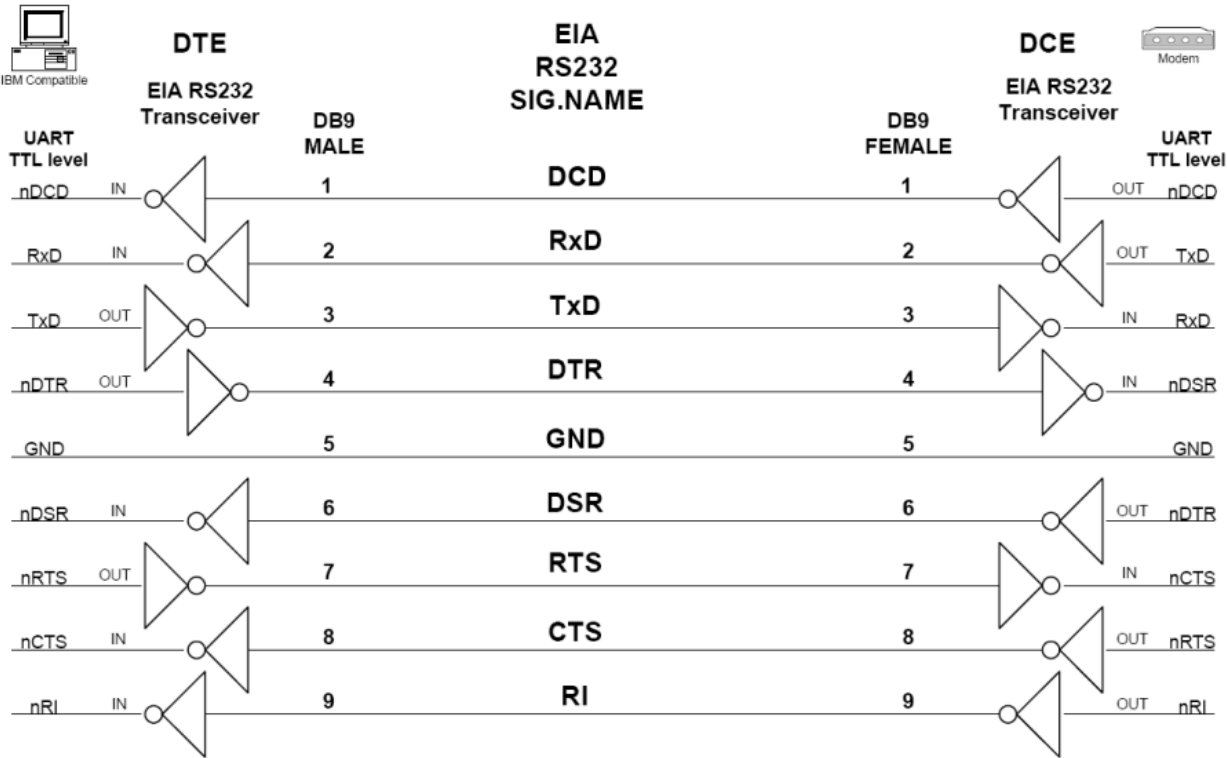 IBM Compatible
DTE
EIA RS232
Transceiver
UART
TTL level
DB9
MALE
EIA
RS232
SIG.NAME
DB9
FEMALE
DCE
EIA RS232
Transceiver
Modem
UART
TTL level
nDCD IN 1 DCD 1 OUT nDCD
RxD IN 2 RxD 2 OUT TxD
TxD OUT 3 TxD 3 IN RxD
nDTR OUT 4 DTR 4 IN nDSR
GND 5 GND 5 GND
nDSR IN 6 DSR 6 OUT nDTR
nRTS OUT 7 RTS 7 IN nCTS
nCTS IN 8 CTS 8 OUT nRTS
nRI IN 9 RI 9 OUT nRI